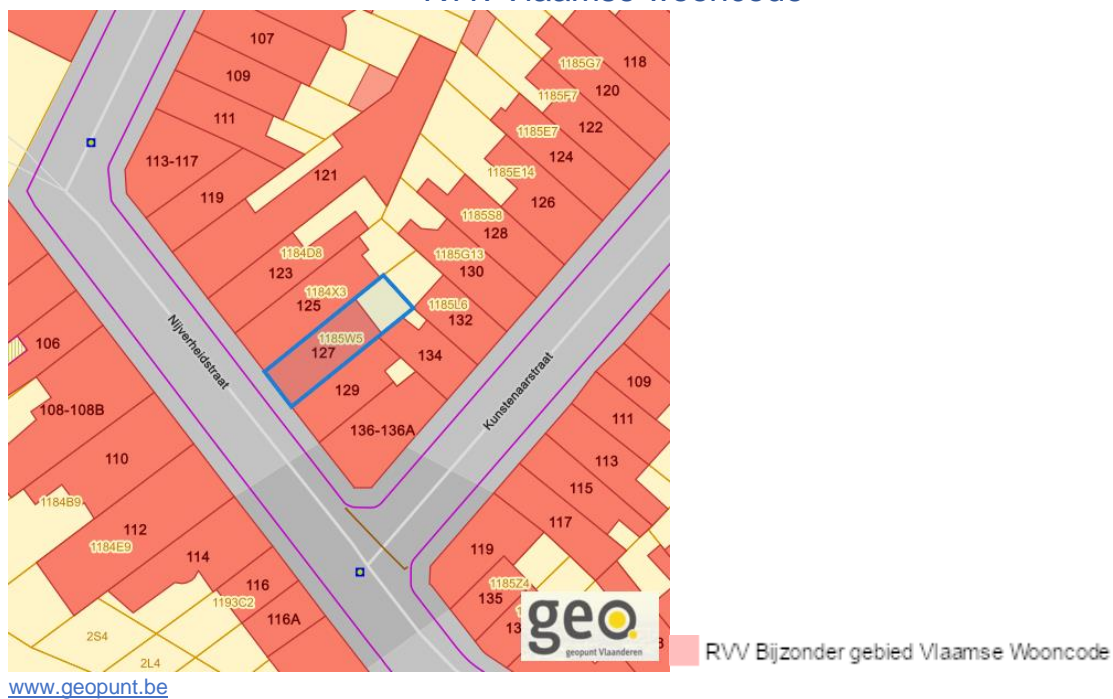 RVV Vlaamse wooncode
107
118
1185G7
109
120
1185F7
111
122
1185E7
113-117
124
121
1185E14
119
126
1185S8
128
1184D8
1185G13
123
130
1184X3
125
1185L6
132
1185W5
127
134
Nijverheidstraat
106
129
Kunstenaarstraat
109
108-108B
136-136A
111
110
113
115
1184B9
117
112
1184E9
114
119
116
1185Z4
1193C2
135
116A
2S4
2L4
geo
geopunt Vlaanderen
RVV Bijzonder gebied Vlaamse Wooncode
www.geopunt.be